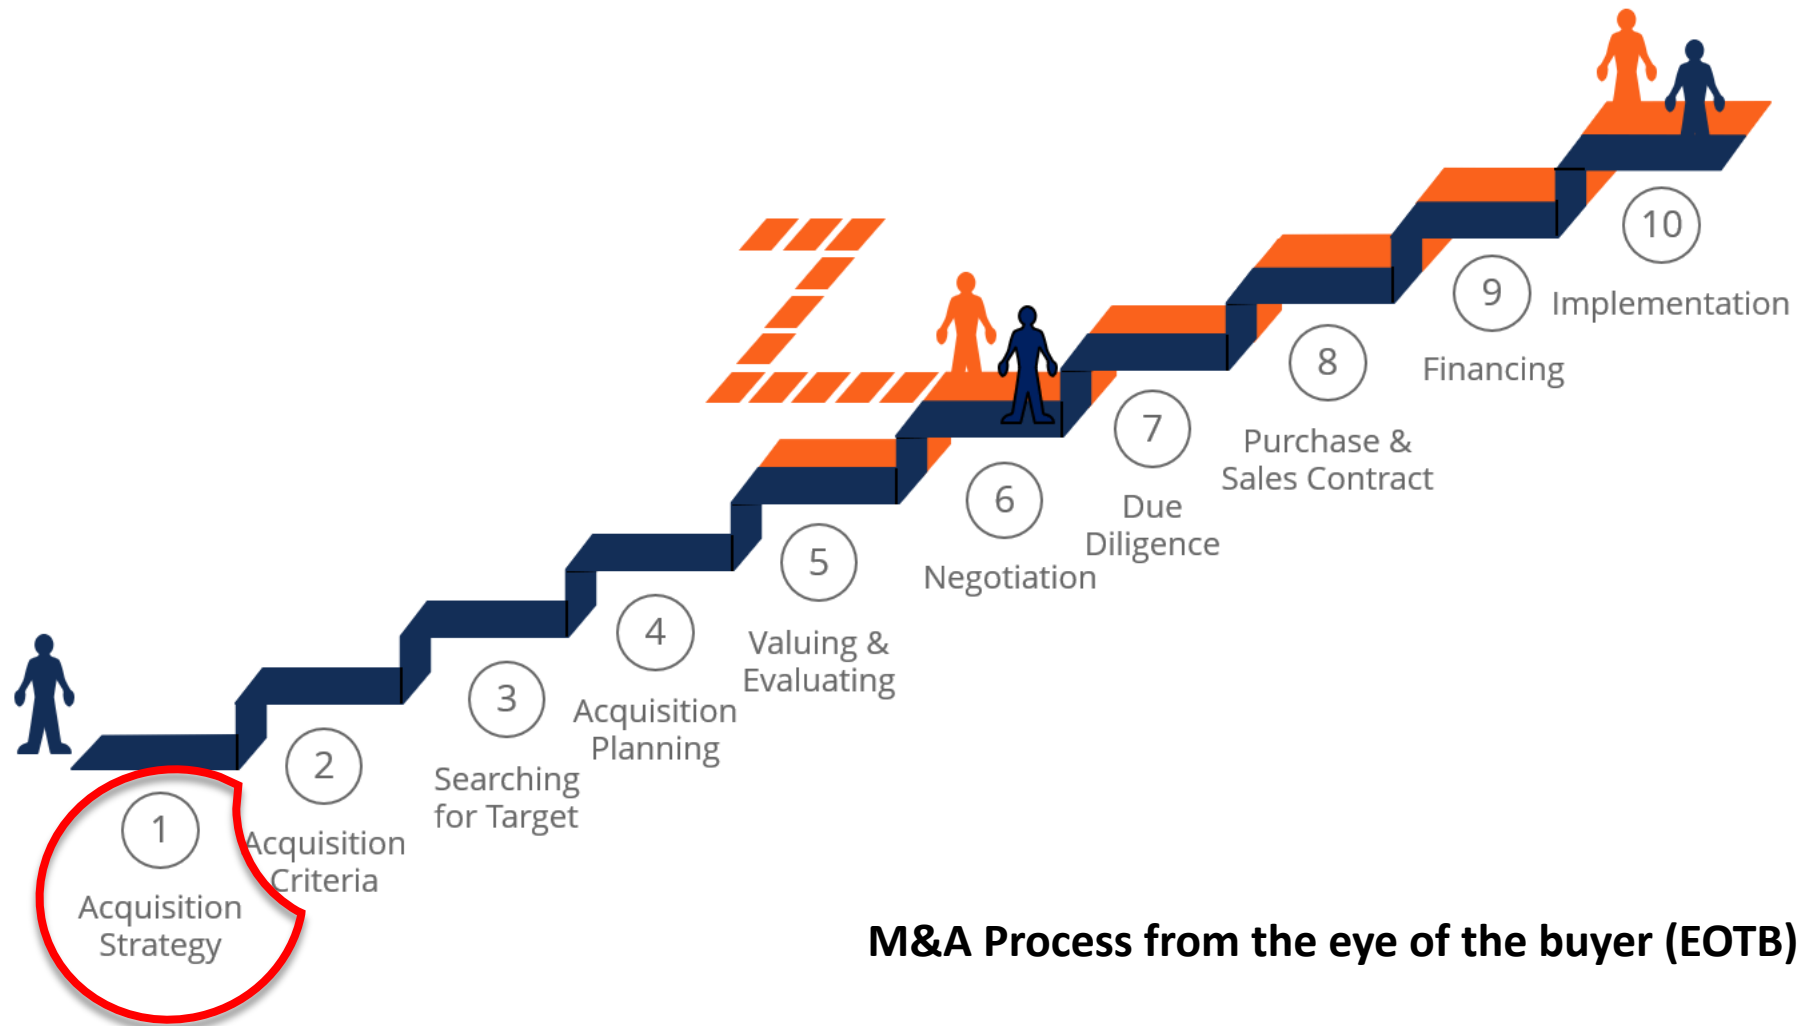 1
Acquisition
Strategy
2
Acquisition
Criteria
3
Searching
for Target
4
Acquisition
Planning
5
Valuing &
Evaluating
6
Negotiation
7
Due
Diligence
8
Purchase &
Sales Contract
9
Financing
10
Implementation
M&A Process from the eye of the buyer (EOTB)